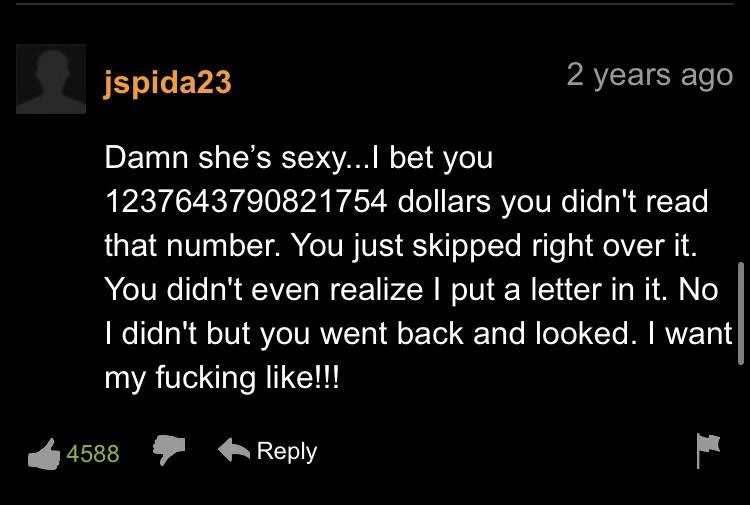 jspida23
2 years ago
Damn she’s sexy...I bet you
1237643790821754 dollars you didn't read
that number. You just skipped right over it.
You didn't even realize I put a letter in it. No
I didn't but you went back and looked. I want
my fucking like!!!
4588
Reply